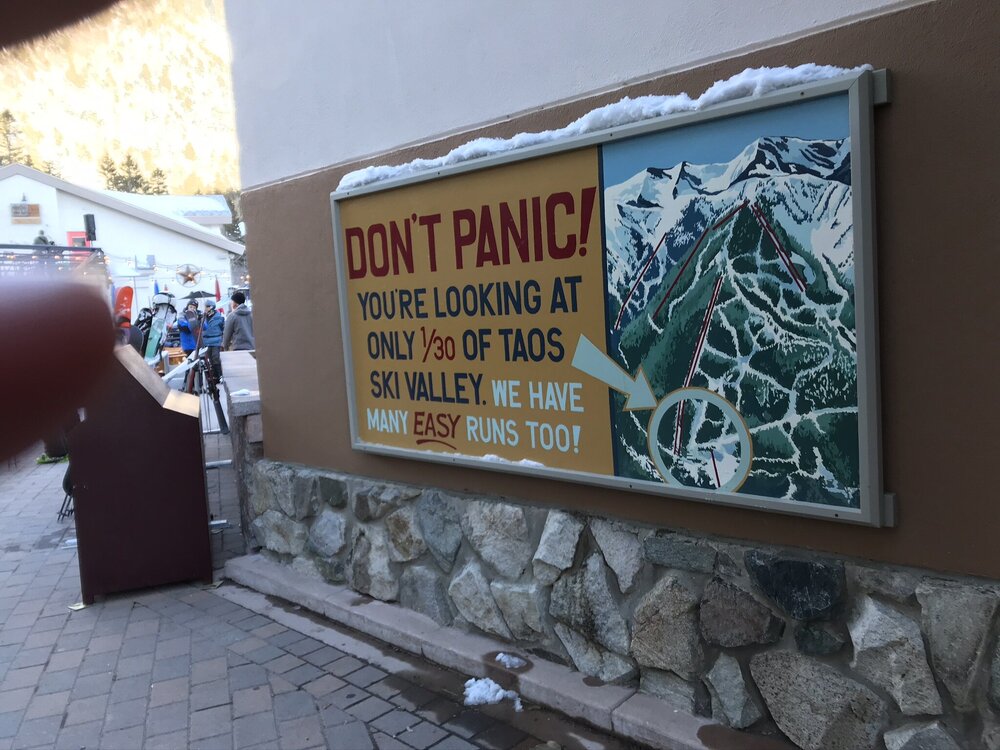 DON'T PANIC!
YOU'RE LOOKING AT
ONLY 1/30 OF TAOS
SKI VALLEY. WE HAVE
MANY EASY RUNS TOO!